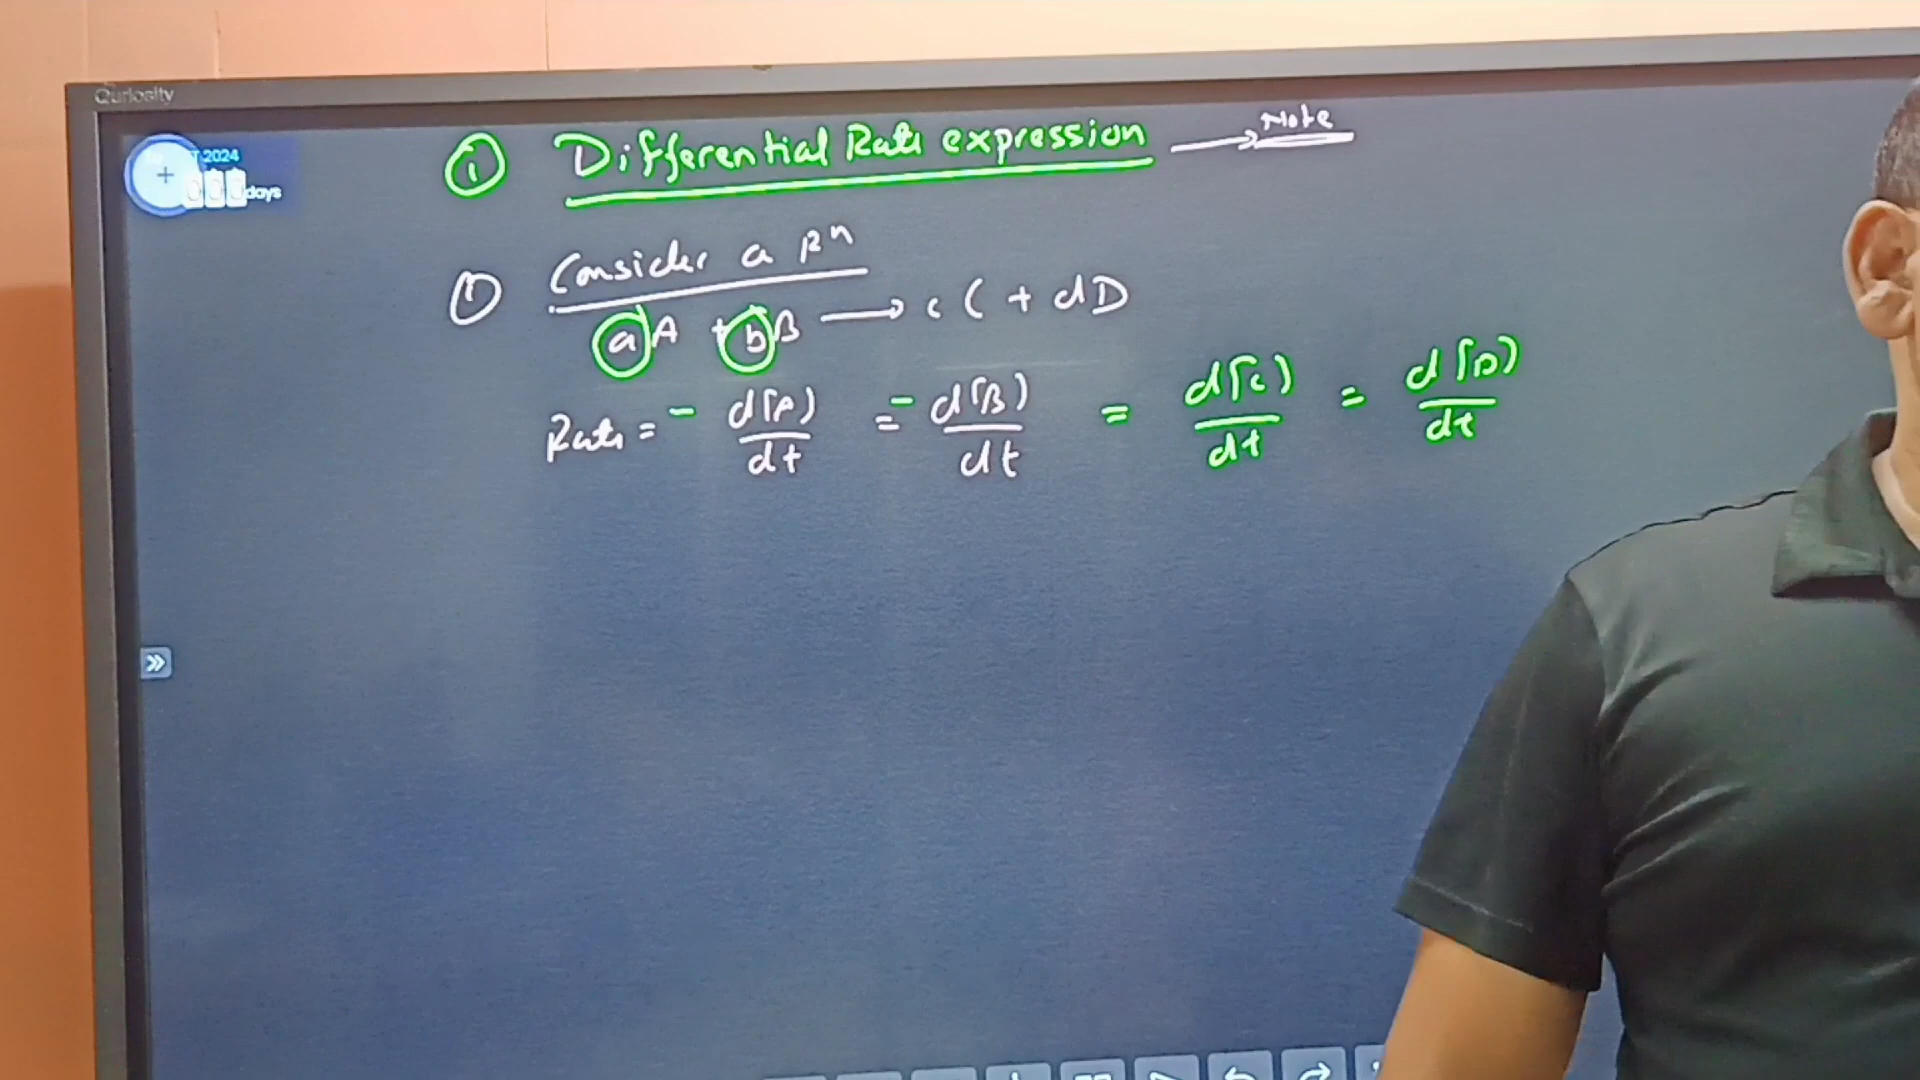 Quriosity
2024
days
① Differential Rate expression → Note
① Consider a Rⁿ
aA + bB → cC + dD
Rate = - d[A]/dt = - d[B]/dt = d[C]/dt = d[D]/dt